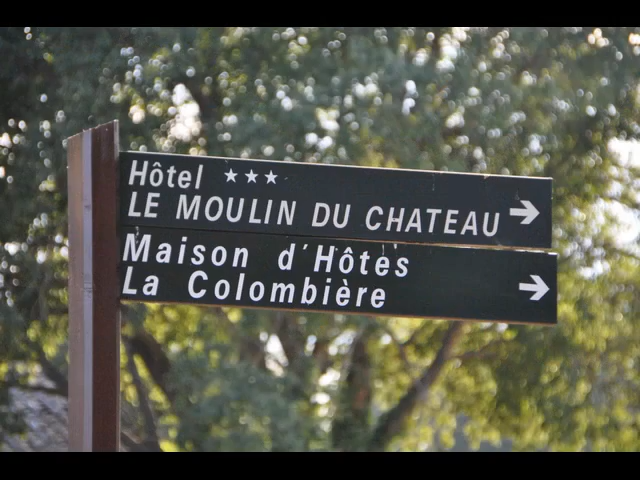 Hôtel ★★★
LE MOULIN DU CHATEAU
Maison d'Hôtes
La Colombière